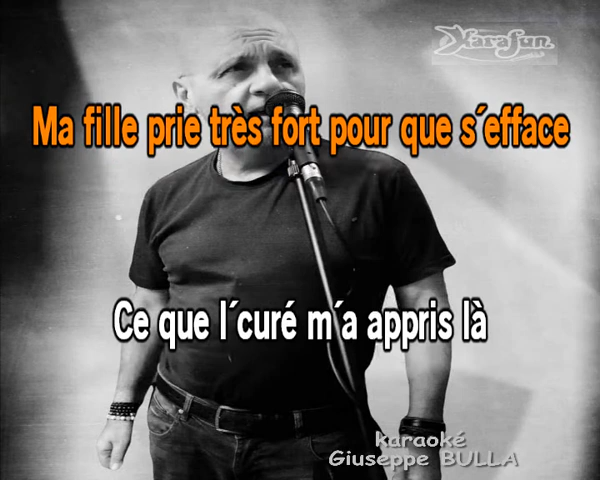 KaraFun
Ma fille prie très fort pour que s´efface
Ce que l´curé m´a appris là
karaoké
Giuseppe BULLA